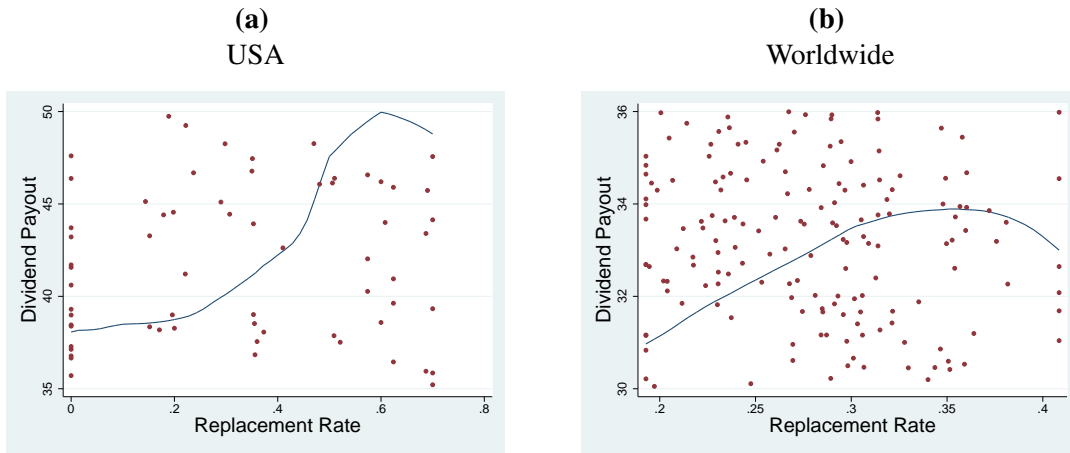 (a)
USA
Dividend Payout
50
45
40
35
0 .2 .4 .6 .8
Replacement Rate
(b)
Worldwide
Dividend Payout
36
34
32
30
.2 .25 .3 .35 .4
Replacement Rate